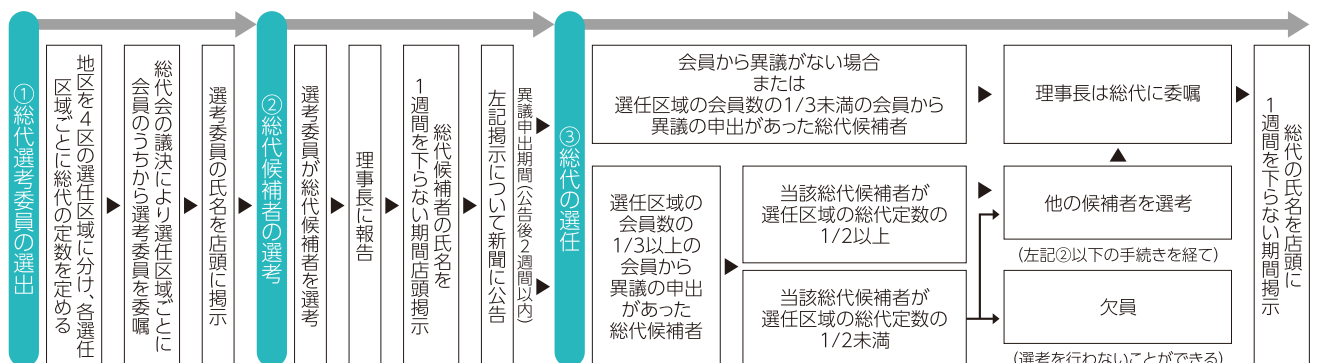 ①総代選考委員の選出
地区を4区の選任区域に分け、各選任
区域ごとに総代の定数を定める
総代会の議決により選任区域ごとに
会員のうちから選考委員を委嘱
選考委員の氏名を店頭に掲示
②総代候補者の選考
選考委員が総代候補者を選考
理事長に報告
総代候補者の氏名を
1週間を下らない期間店頭掲示
左記掲示について新聞に公告
異議申出期間(公告後2週間以内)
③総代の選任
会員から異議がない場合
または
選任区域の会員数の1/3未満の会員から
異議の申出があった総代候補者
理事長は総代に委嘱
選任区域の
会員数の
1/3以上の
会員から
異議の申出
があった
総代候補者
当該総代候補者が
選任区域の総代定数の
1/2以上
当該総代候補者が
選任区域の総代定数の
1/2未満
他の候補者を選考
(左記②以下の手続きを経て)
欠員
(選考を行わないことができる)
総代の氏名を店頭に
1週間を下らない期間掲示